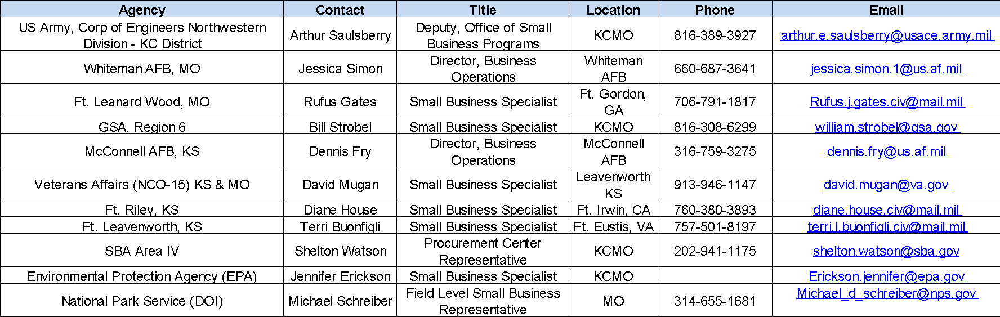 Agency Contact Title Location Phone Email
US Army, Corp of Engineers Northwestern Division - KC District Arthur Saulsberry Deputy, Office of Small Business Programs KCMO 816-389-3927 arthur.e.saulsberry@usace.army.mil
Whiteman AFB, MO Jessica Simon Director, Business Operations Whiteman AFB 660-687-3641 jessica.simon.1@us.af.mil
Ft. Leanard Wood, MO Rufus Gates Small Business Specialist Ft. Gordon, GA 706-791-1817 Rufus.j.gates.civ@mail.mil
GSA, Region 6 Bill Strobel Small Business Specialist KCMO 816-308-6299 william.strobel@gsa.gov
McConnell AFB, KS Dennis Fry Director, Business Operations McConnell AFB 316-759-3275 dennis.fry@us.af.mil
Veterans Affairs (NCO-15) KS & MO David Mugan Small Business Specialist Leavenworth KS 913-946-1147 david.mugan@va.gov
Ft. Riley, KS Diane House Small Business Specialist Ft. Irwin, CA 760-380-3893 diane.house.civ@mail.mil
Ft. Leavenworth, KS Terri Buonfigli Small Business Specialist Ft. Eustis, VA 757-501-8197 terri.l.buonfigli.civ@mail.mil
SBA Area IV Shelton Watson Procurement Center Representative KCMO 202-941-1175 shelton.watson@sba.gov
Environmental Protection Agency (EPA) Jennifer Erickson Small Business Specialist KCMO Erickson.jennifer@epa.gov
National Park Service (DOI) Michael Schreiber Field Level Small Business Representative MO 314-655-1681 Michael_d_schreiber@nps.gov